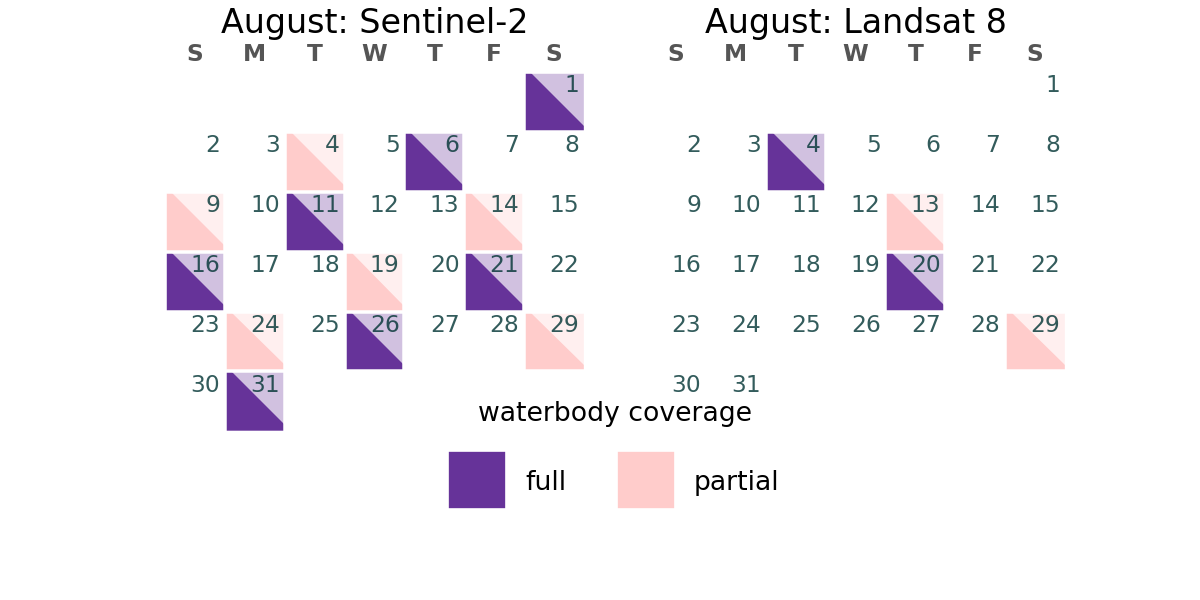 August: Sentinel-2
S M T W T F S
1
2 3 4 5 6 7 8
9 10 11 12 13 14 15
16 17 18 19 20 21 22
23 24 25 26 27 28 29
30 31
August: Landsat 8
S M T W T F S
1
2 3 4 5 6 7 8
9 10 11 12 13 14 15
16 17 18 19 20 21 22
23 24 25 26 27 28 29
30 31
waterbody coverage
full partial